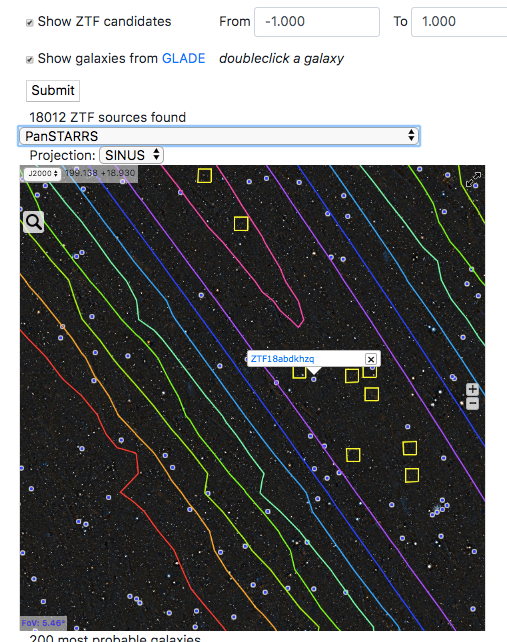 Show ZTF candidates From -1.000 To 1.000
Show galaxies from GLADE doubleclick a galaxy
Submit
18012 ZTF sources found
PanSTARRS
Projection: SINUS
J2000 199.138 +18.930
ZTF18abdkhzq
+
−
FoV: 5.46°
200 most probable galaxies